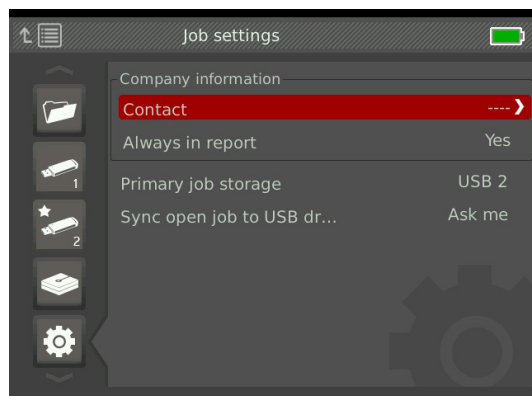 Job settings
Company information
Contact ---- ❯
Always in report Yes
1
Primary job storage USB 2
Sync open job to USB dr... Ask me
2